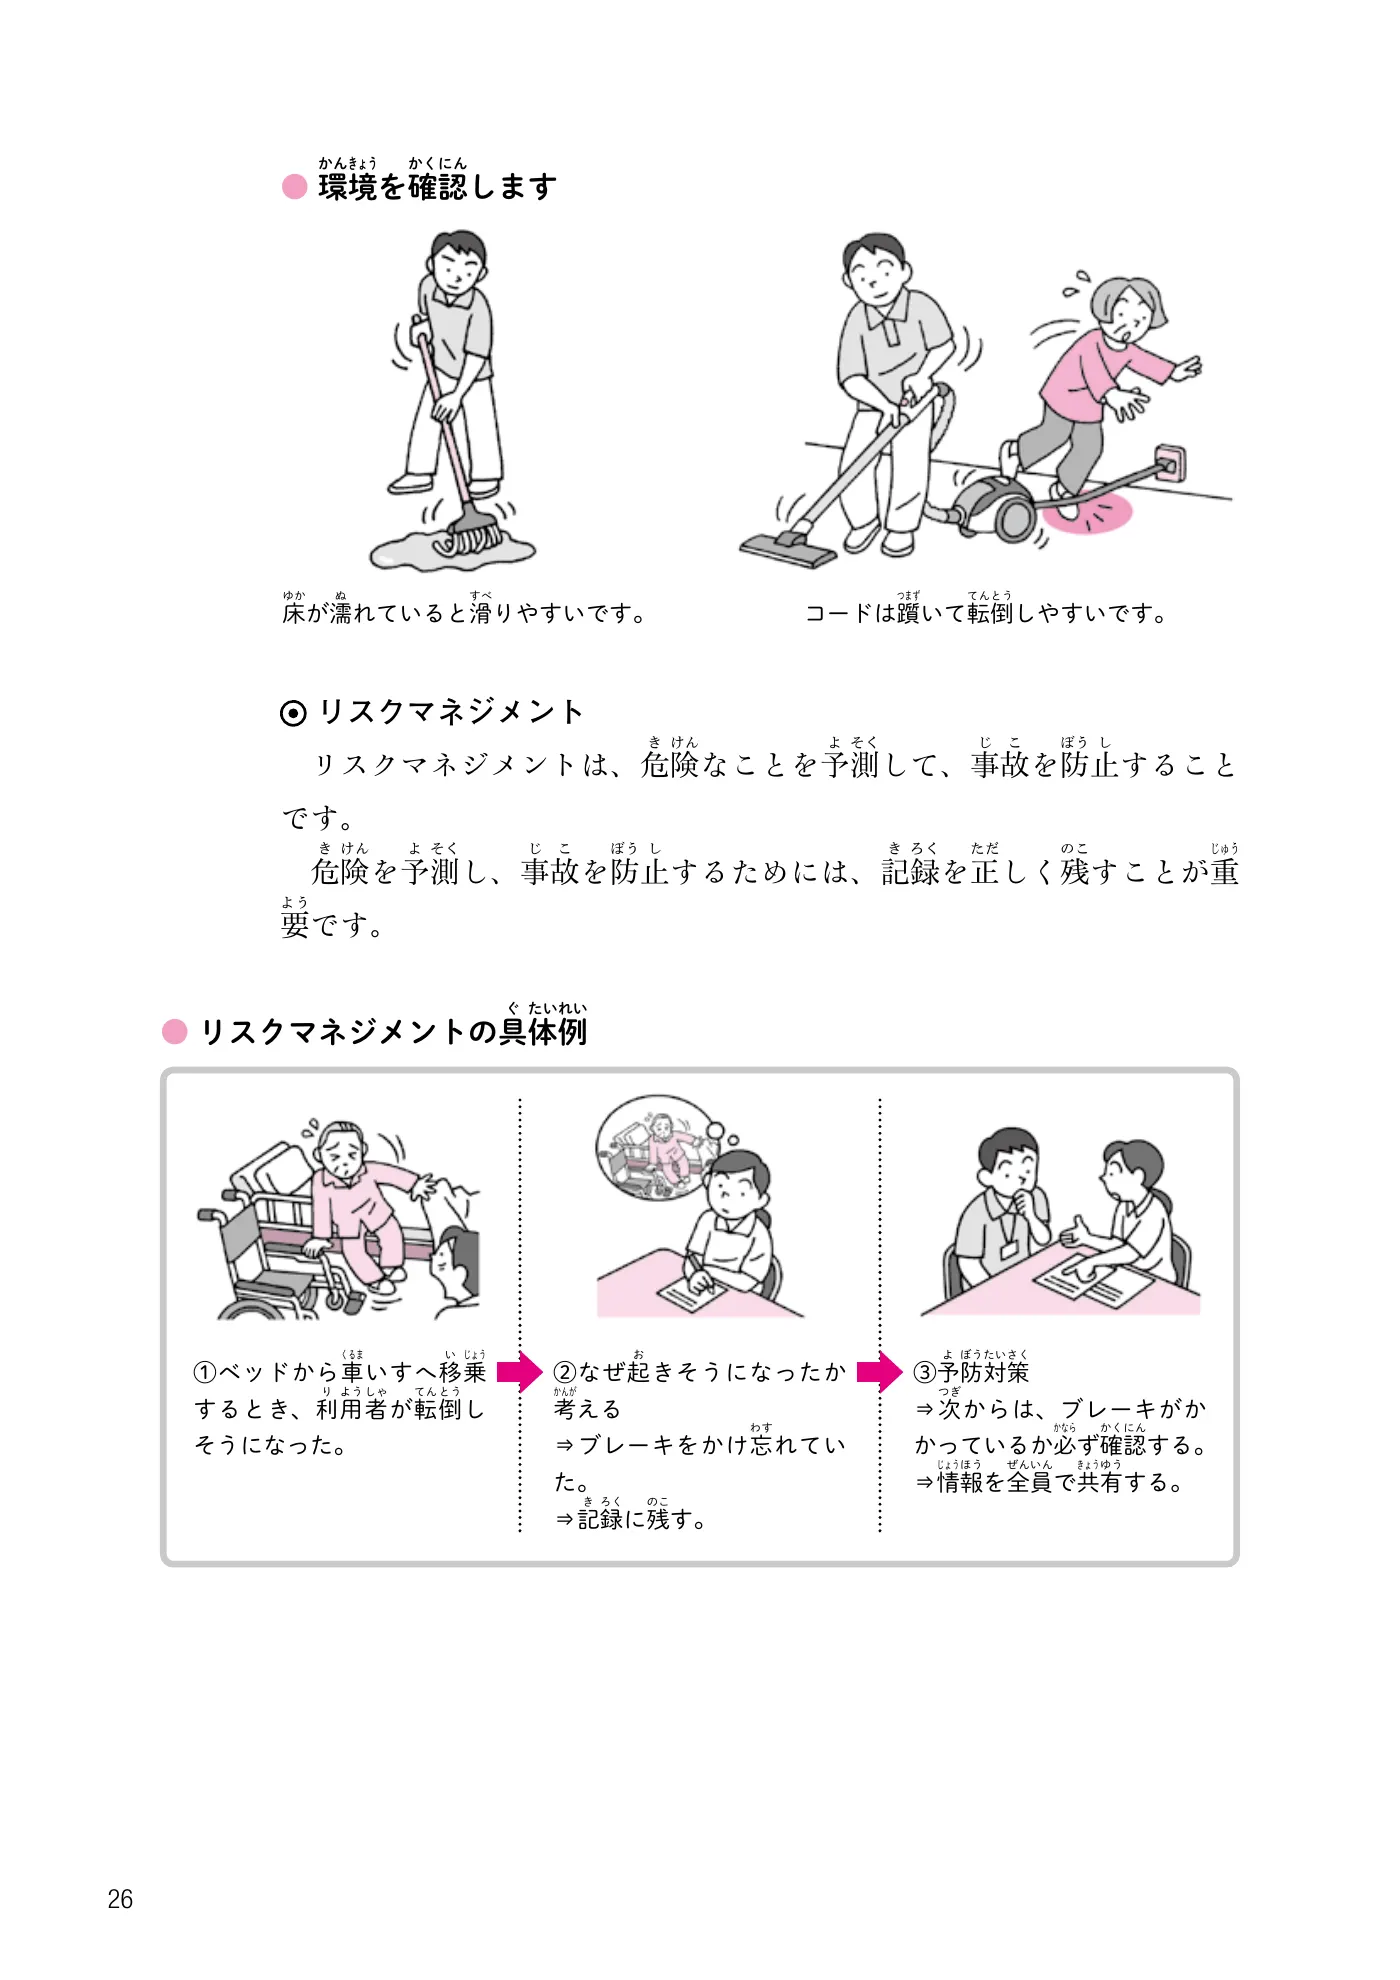 環境を確認します
床が濡れていると滑りやすいです。
コードは躓いて転倒しやすいです。
リスクマネジメント
リスクマネジメントは、危険なことを予測して、事故を防止すること
です。
危険を予測し、事故を防止するためには、記録を正しく残すことが重
要です。
リスクマネジメントの具体例
①ベッドから車いすへ移乗
するとき、利用者が転倒し
そうになった。
②なぜ起きそうになったか
考える
⇒ブレーキをかけ忘れてい
た。
⇒記録に残す。
③予防対策
⇒次からは、ブレーキがか
かっているか必ず確認する。
⇒情報を全員で共有する。
26